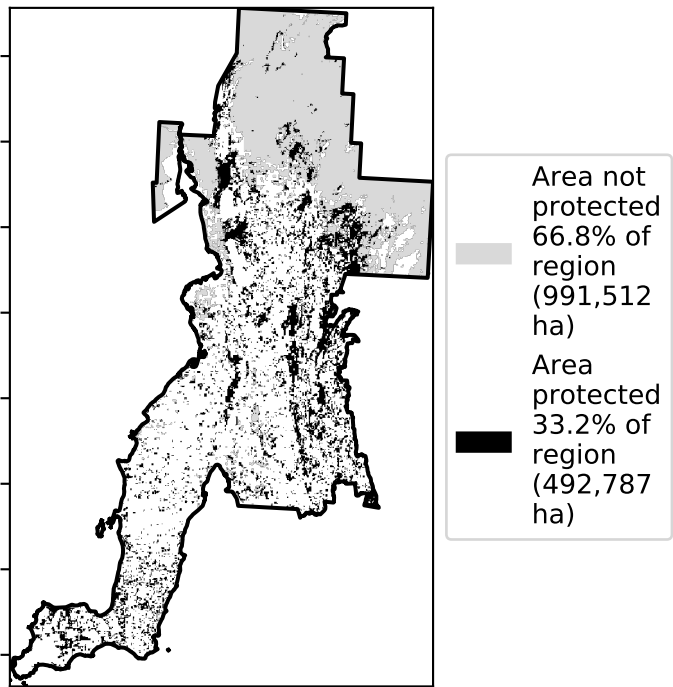 Area not
protected
66.8% of
region
(991,512
ha)
Area
protected
33.2% of
region
(492,787
ha)